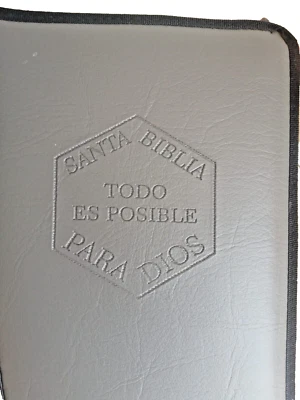 SANTA BIBLIA
TODO
ES POSIBLE
PARA DIOS